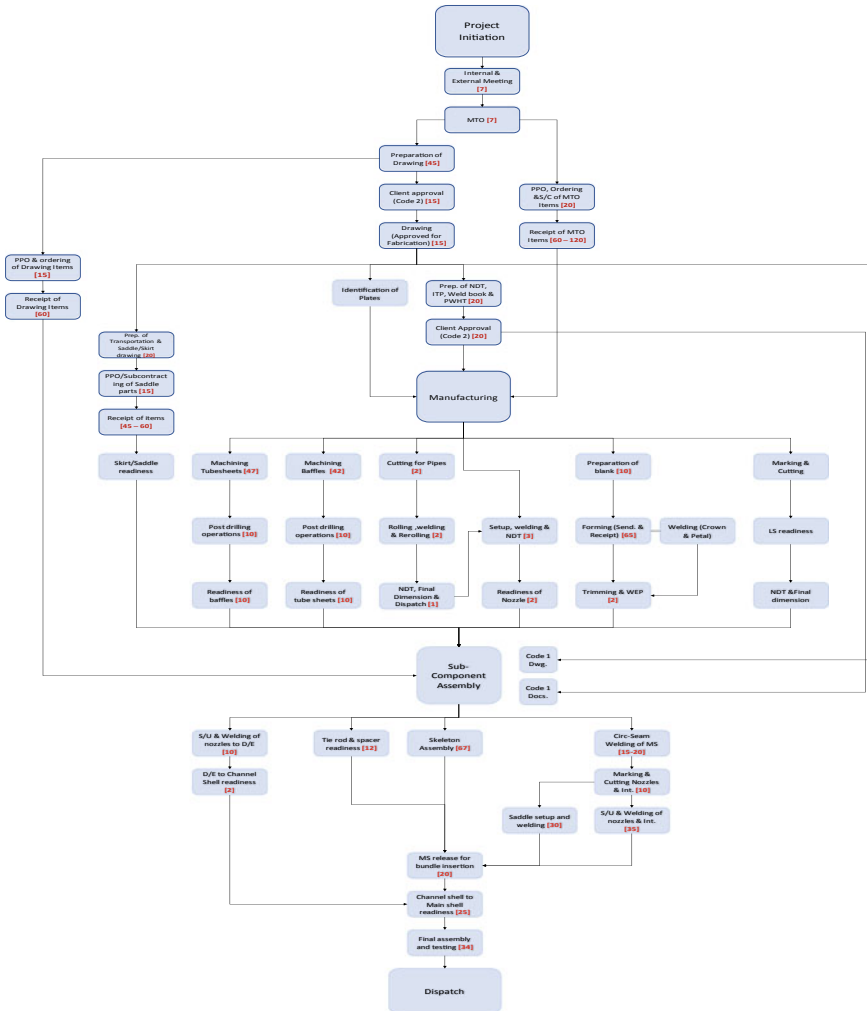 Project
Initiation
Internal &
External Meeting
[7]
MTO [7]
Preparation of
Drawing [45]
Client approval
(Code 2) [15]
PPO, Ordering
&S/C of MTO
Items [20]
Drawing
(Approved for
Fabrication) [15]
Receipt of MTO
Items [60 – 120]
PPO & ordering
of Drawing Items
[15]
Receipt of
Drawing Items
[60]
Identification of
Plates
Prep. of NDT,
ITP, Weld book &
PWHT [20]
Client Approval
(Code 2) [20]
Prep. of
Transportation &
Saddle/Skirt
drawing [20]
PPO/Subcontract
ing of Saddle
parts [15]
Receipt of items
[45 – 60]
Manufacturing
Skirt/Saddle
readiness
Machining
Tubesheets [47]
Machining
Baffles [42]
Cutting for Pipes
[2]
Preparation of
blank [10]
Marking &
Cutting
Post drilling
operations [10]
Post drilling
operations [10]
Rolling ,welding
& Rerolling [2]
Setup, welding &
NDT [3]
Forming (Send. &
Receipt) [65]
Welding (Crown
& Petal)
LS readiness
Readiness of
baffles [10]
Readiness of
tube sheets [10]
NDT, Final
Dimension &
Dispatch [1]
Readiness of
Nozzle [2]
Trimming & WEP
[2]
NDT &Final
dimension
Sub-
Component
Assembly
Code 1
Dwg.
Code 1
Docs.
S/U & Welding of
nozzles to D/E
[10]
Tie rod & spacer
readiness [12]
Skeleton
Assembly [67]
Circ-Seam
Welding of MS
[15-20]
D/E to Channel
Shell readiness
[2]
Marking &
Cutting Nozzles
& Int. [10]
Saddle setup and
welding [30]
S/U & Welding of
nozzles & Int.
[35]
MS release for
bundle insertion
[20]
Channel shell to
Main shell
readiness [25]
Final assembly
and testing [34]
Dispatch